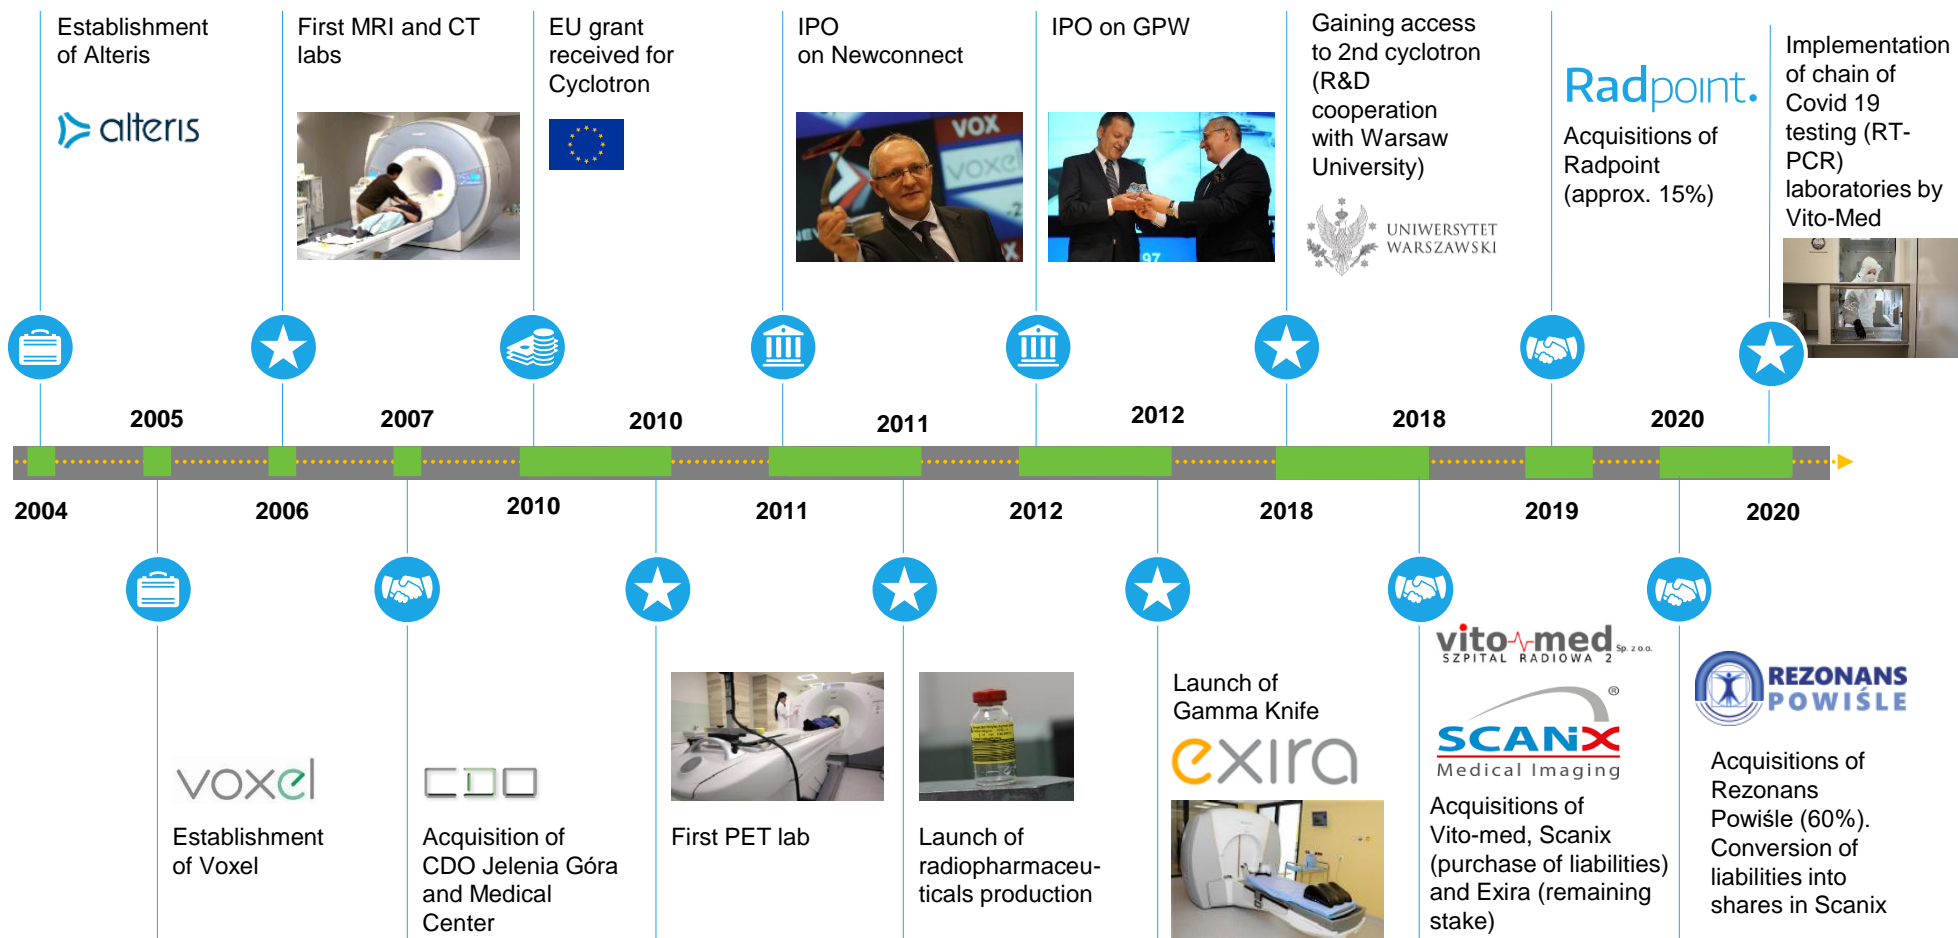 Establishment
of Alteris
alteris
First MRI and CT
labs
EU grant
received for
Cyclotron
IPO
on Newconnect
VOX
voxel
VOX
IPO on GPW
97
Gaining access
to 2nd cyclotron
(R&D
cooperation
with Warsaw
University)
UNIWERSYTET
WARSZAWSKI
Radpoint.
Acquisitions of
Radpoint
(approx. 15%)
Implementation
of chain of
Covid 19
testing (RT-
PCR)
laboratories by
Vito-Med
2005
2007
2010
2011
2012
2018
2020
2004
2006
2010
2011
2012
2018
2019
2020
voxel
Establishment
of Voxel
CDO
Acquisition of
CDO Jelenia Góra
and Medical
Center
First PET lab
Launch of
radiopharmaceu-
ticals production
Launch of
Gamma Knife
exira
vito med Sp. z o.o.
SZPITAL RADIOWA 2
SCANiX ®
Medical Imaging
Acquisitions of
Vito-med, Scanix
(purchase of liabilities)
and Exira (remaining
stake)
REZONANS
POWIŚLE
Acquisitions of
Rezonans
Powiśle (60%).
Conversion of
liabilities into
shares in Scanix